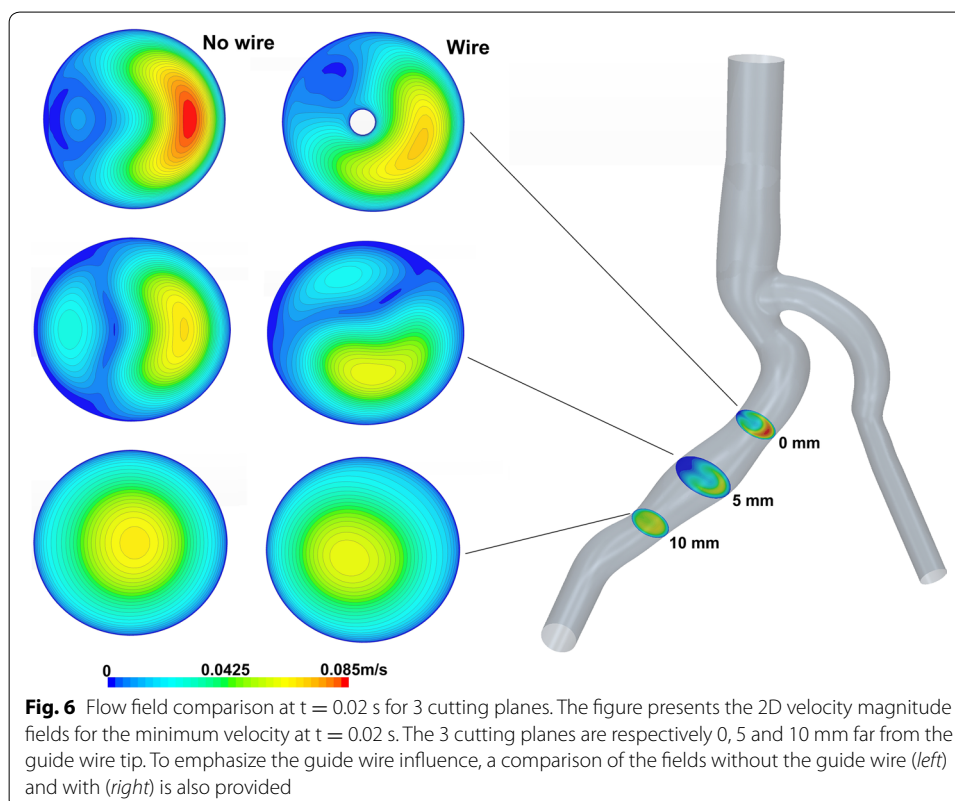 No wire
Wire
0 mm
5 mm
10 mm
0
0.0425
0.085m/s
Fig. 6 Flow field comparison at t = 0.02 s for 3 cutting planes. The figure presents the 2D velocity magnitude
fields for the minimum velocity at t = 0.02 s. The 3 cutting planes are respectively 0, 5 and 10 mm far from the
guide wire tip. To emphasize the guide wire influence, a comparison of the fields without the guide wire (left)
and with (right) is also provided